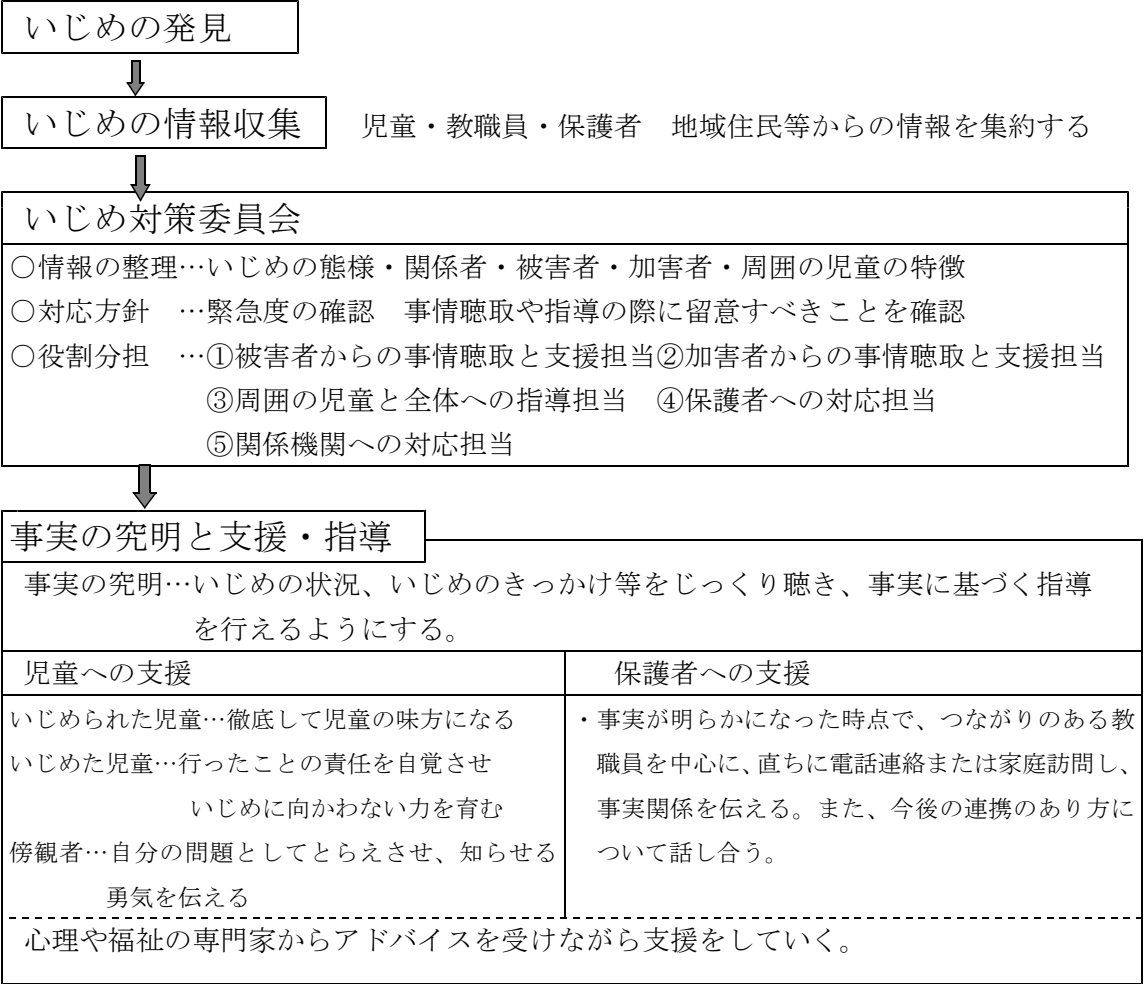 いじめの発見
いじめの情報収集　児童・教職員・保護者　地域住民等からの情報を集約する
いじめ対策委員会
○情報の整理…いじめの態様・関係者・被害者・加害者・周囲の児童の特徴
○対応方針　…緊急度の確認　事情聴取や指導の際に留意すべきことを確認
○役割分担　…①被害者からの事情聴取と支援担当②加害者からの事情聴取と支援担当
③周囲の児童と全体への指導担当　④保護者への対応担当
⑤関係機関への対応担当
事実の究明と支援・指導
事実の究明…いじめの状況、いじめのきっかけ等をじっくり聴き、事実に基づく指導
を行えるようにする。
児童への支援
いじめられた児童…徹底して児童の味方になる
いじめた児童…行ったことの責任を自覚させ
いじめに向かわない力を育む
傍観者…自分の問題としてとらえさせ、知らせる
勇気を伝える
保護者への支援
・事実が明らかになった時点で、つながりのある教
職員を中心に、直ちに電話連絡または家庭訪問し、
事実関係を伝える。また、今後の連携のあり方に
ついて話し合う。
心理や福祉の専門家からアドバイスを受けながら支援をしていく。